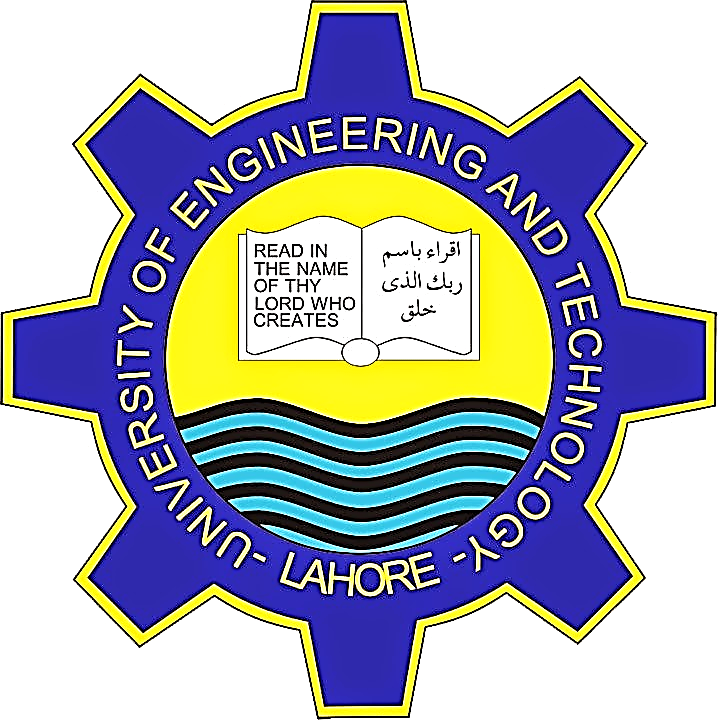 UNIVERSITY OF ENGINEERING AND TECHNOLOGY
- LAHORE -
READ IN
THE NAME
OF THY
LORD WHO
CREATES
اقراء باسم
ربك الذى
خلق